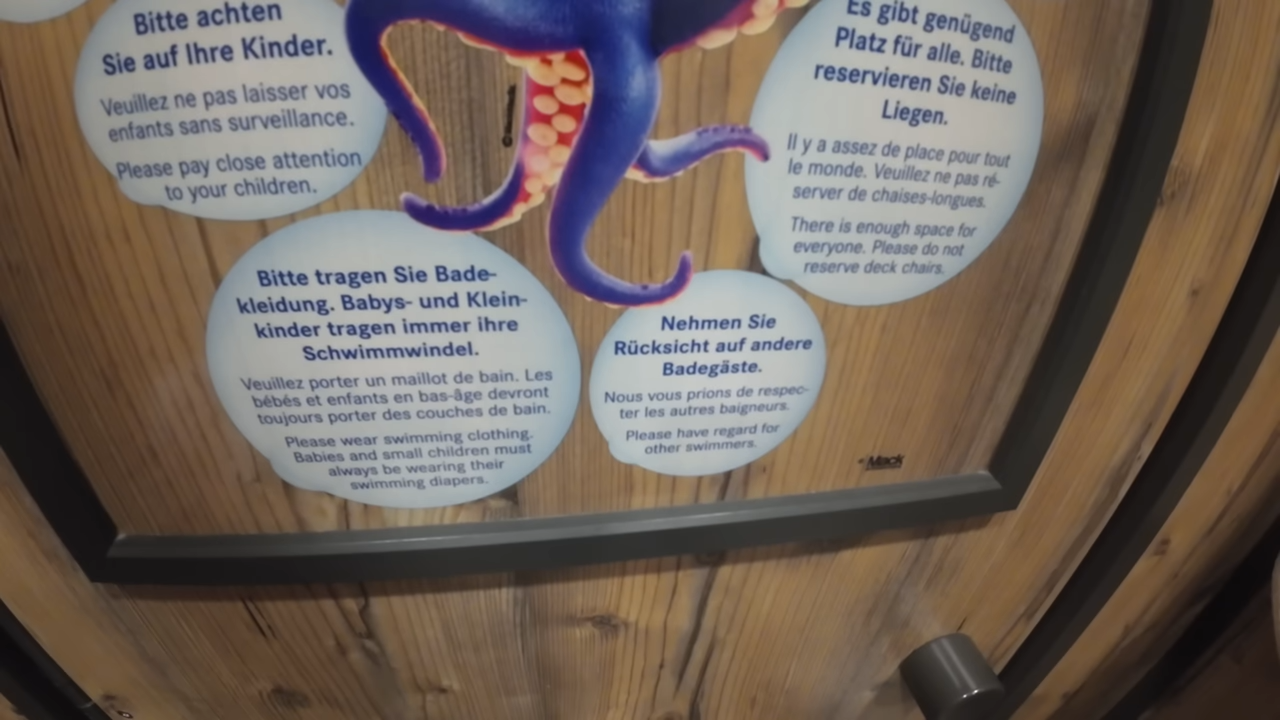 Bitte achten
Sie auf Ihre Kinder.
Veuillez ne pas laisser vos
enfants sans surveillance.
Please pay close attention
to your children.
Es gibt genügend
Platz für alle. Bitte
reservieren Sie keine
Liegen.
Il y a assez de place pour tout
le monde. Veuillez ne pas ré-
server de chaises-longues.
There is enough space for
everyone. Please do not
reserve deck chairs.
Bitte tragen Sie Bade-
kleidung. Babys- und Klein-
kinder tragen immer ihre
Schwimmwindel.
Veuillez porter un maillot de bain. Les
bébés et enfants en bas-âge devront
toujours porter des couches de bain.
Please wear swimming clothing.
Babies and small children must
always be wearing their
swimming diapers.
Nehmen Sie
Rücksicht auf andere
Badegäste.
Nous vous prions de respec-
ter les autres baigneurs.
Please have regard for
other swimmers.
Mack